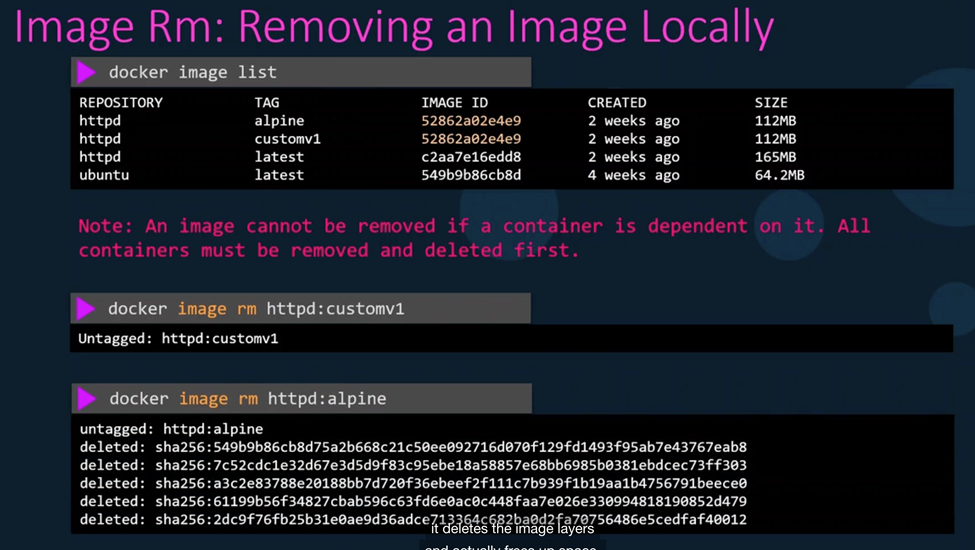 Image Rm: Removing an Image Locally
docker image list
REPOSITORY TAG IMAGE ID CREATED SIZE
httpd alpine 52862a02e4e9 2 weeks ago 112MB
httpd customv1 52862a02e4e9 2 weeks ago 112MB
httpd latest c2aa7e16edd8 2 weeks ago 165MB
ubuntu latest 549b9b86cb8d 4 weeks ago 64.2MB
Note: An image cannot be removed if a container is dependent on it. All
containers must be removed and deleted first.
docker image rm httpd:customv1
Untagged: httpd:customv1
docker image rm httpd:alpine
untagged: httpd:alpine
deleted: sha256:549b9b86cb8d75a2b668c21c50ee092716d070f129fd1493f95ab7e43767eab8
deleted: sha256:7c52cdc1e32d67e3d5d9f83c95ebe18a58857e68bb6985b0381ebdcec73ff303
deleted: sha256:a3c2e83788e20188bb7d720f36ebeef2f111c7b939f1b19aa1b4756791beece0
deleted: sha256:61199b56f34827cbab596c63fd6e0ac0c448faa7e026e330994818190852d479
deleted: sha256:2dc9f76fb25b31e0ae9d36adce713364c682ba0d2fa70756486e5cedfaf40012
it deletes the image layers
and actually frees up space